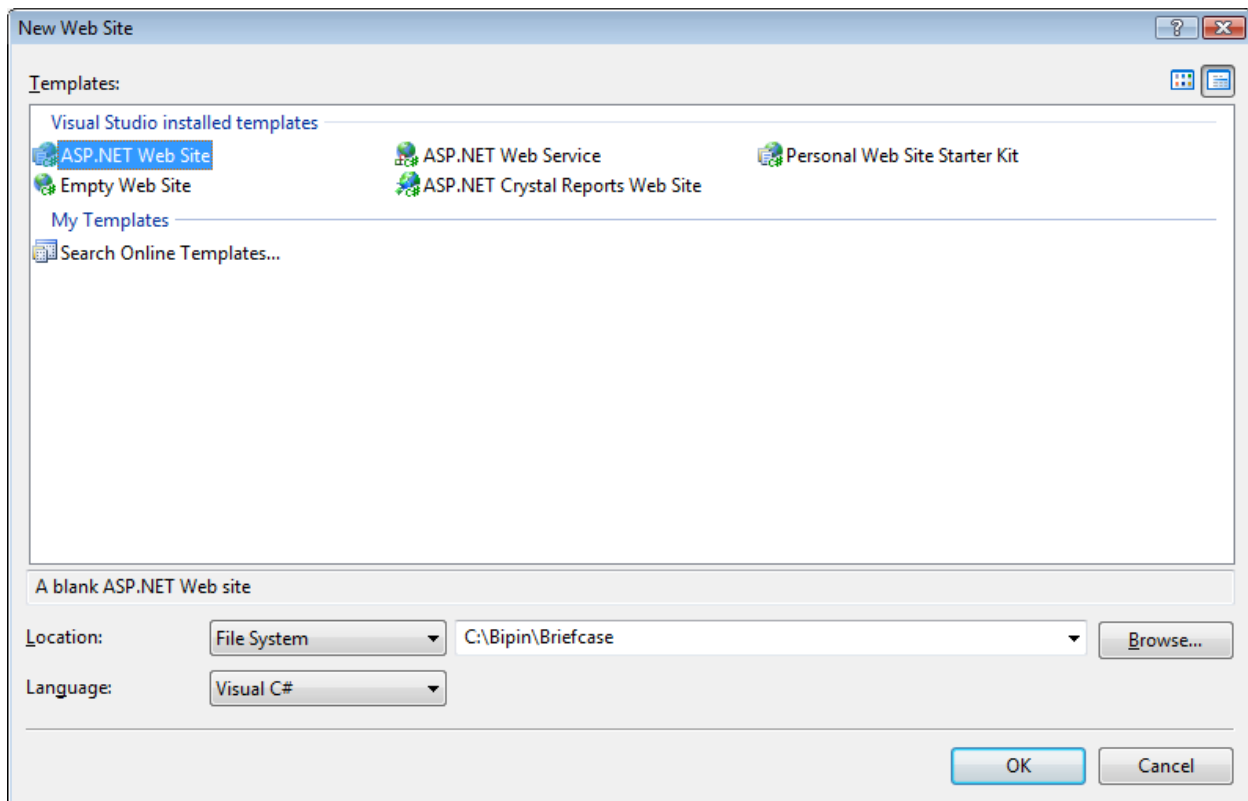 New Web Site
Templates:
Visual Studio installed templates
ASP.NET Web Site ASP.NET Web Service Personal Web Site Starter Kit
Empty Web Site ASP.NET Crystal Reports Web Site
My Templates
Search Online Templates...
A blank ASP.NET Web site
Location: File System C:\Bipin\Briefcase Browse...
Language: Visual C#
OK Cancel